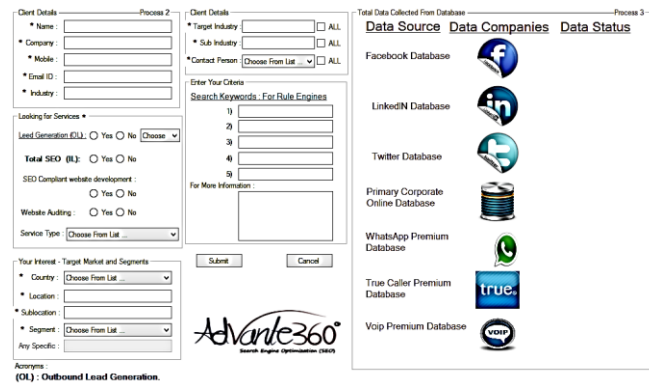 Client Details
Process 2
* Name :
* Company :
* Mobile :
* Email ID :
* Industry :
Looking for Services *
Leed Generation (OL) : Yes No Choose
Total SEO (IL): Yes No
SEO Compliant website development :
Yes No
Website Auditing : Yes No
Service Type : Choose From List ...
Your Interest - Target Market and Segments
* Country : Choose From List ...
* Location :
* Sublocation :
* Segment : Choose From List ...
Any Specific :
Acronyms :
(OL) : Outbound Lead Generation.
Client Details
* Target Industry : ALL
* Sub Industry : ALL
*Contact Person : Choose From List ... ALL
Enter Your Criteria
Search Keywords : For Rule Engines
1)
2)
3)
4)
5)
For More Information :
Submit Cancel
AdVante360°
Search Engine Optimisation (SEO)
Total Data Collected From Database
Process 3
Data Source Data Companies Data Status
Facebook Database
LinkedIN Database
in
Twitter Database
Primary Corporate
Online Database
WhatsApp Premium
Database
True Caller Premium
Database
true.
Voip Premium Database
VOIP